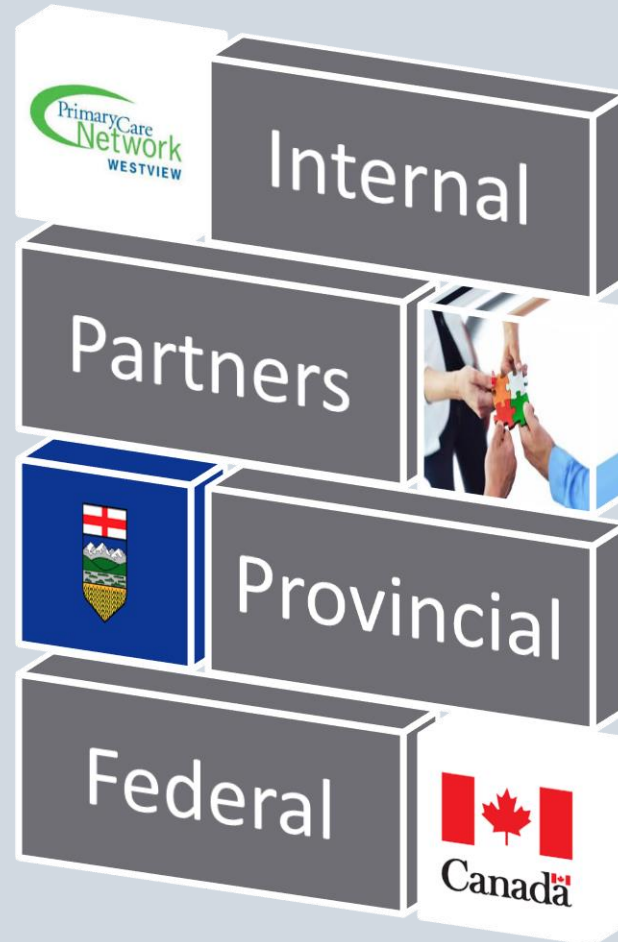 PrimaryCare
Network
WESTVIEW
Internal
Partners
Provincial
Federal
Canada